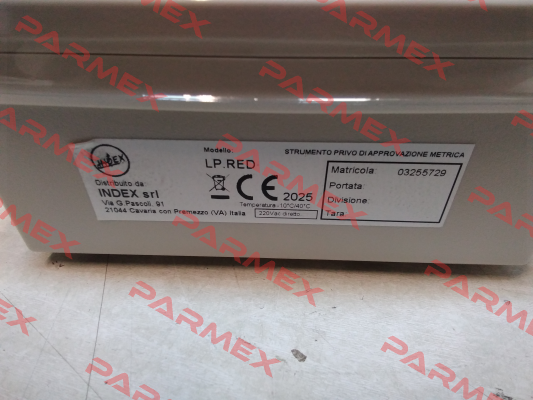 INDEX
Distribuito da:
INDEX srl
Via G.Pascoli, 91
21044 Cavaria con Premezzo (VA) Italia
Modello:
LP.RED
CE 2025
Temperatura -10°C/40°C
220Vac diretto
STRUMENTO PRIVO DI APPROVAZIONE METRICA
Matricola: 03255729
Portata:
Divisione:
Tara:
PARMEX
PARMEX
PARMEX
PARMEX
PARMEX
PARMEX
PARMEX